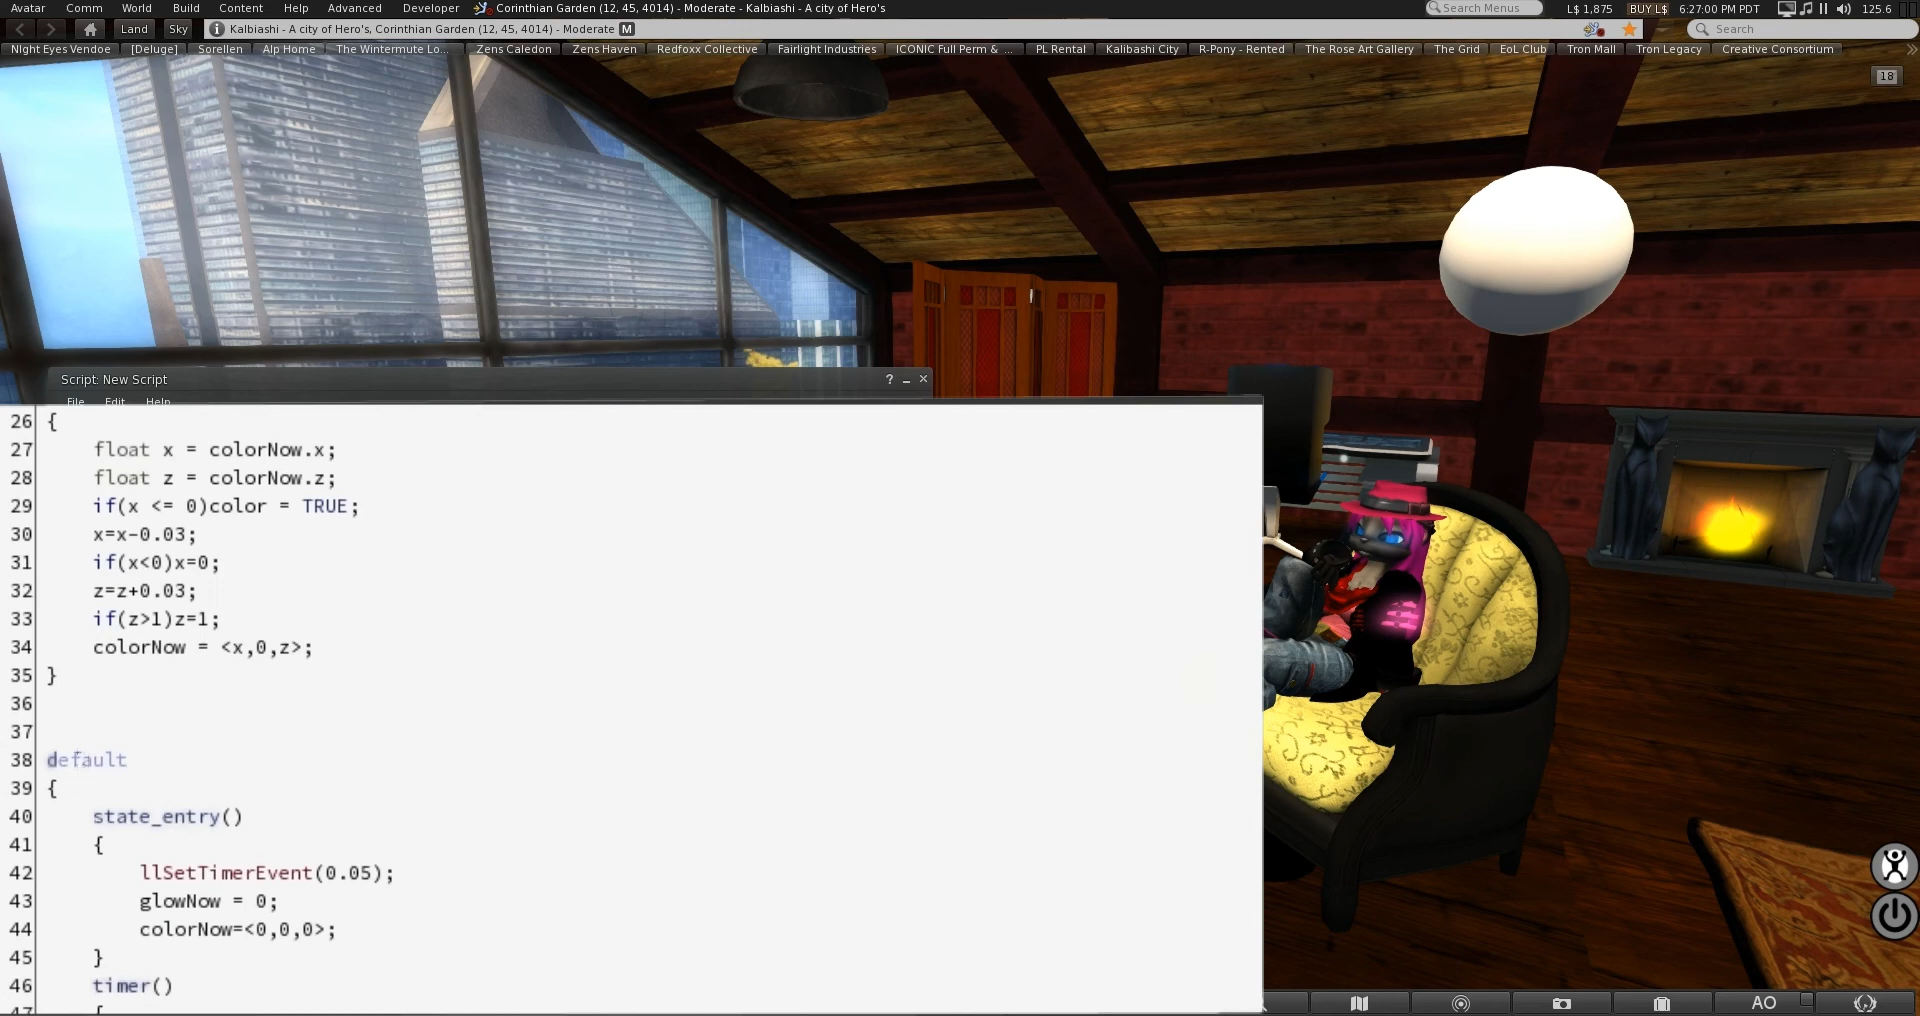 Avatar Comm World Build Content Help Advanced Developer Corinthian Garden (12, 45, 4014) - Moderate - Kalbiashi - A city of Hero's Search Menus L$ 1,875 BUY L$ 6:27:00 PM PDT 125.6
Land Sky Kalbiashi - A city of Hero's, Corinthian Garden (12, 45, 4014) - Moderate M Search
Night Eyes Vendoe [Deluge] Sorellen Alp Home The Wintermute Lo... Zens Caledon Zens Haven Redfoxx Collective Fairlight Industries ICONIC Full Perm & ... PL Rental Kalibashi City R-Pony - Rented The Rose Art Gallery The Grid EoL Club Tron Mall Tron Legacy Creative Consortium
18
Script: New Script ?
File Edit Help
26 {
27 float x = colorNow.x;
28 float z = colorNow.z;
29 if(x <= 0)color = TRUE;
30 x=x-0.03;
31 if(x<0)x=0;
32 z=z+0.03;
33 if(z>1)z=1;
34 colorNow = <x,0,z>;
35 }
36
37
38 default
39 {
40 state_entry()
41 {
42 llSetTimerEvent(0.05);
43 glowNow = 0;
44 colorNow=<0,0,0>;
45 }
46 timer()
47 {
AO